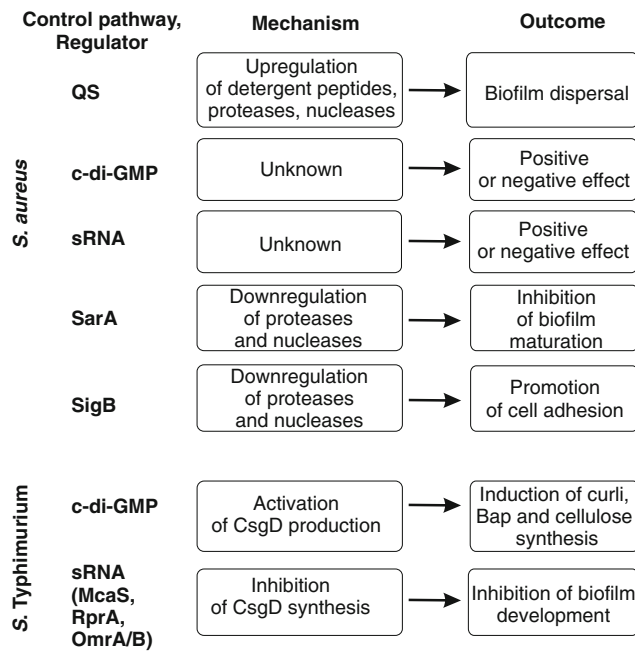 Control pathway,
Regulator
Mechanism
Outcome
S. aureus
QS
Upregulation
of detergent peptides,
proteases, nucleases
Biofilm dispersal
c-di-GMP
Unknown
Positive
or negative effect
sRNA
Unknown
Positive
or negative effect
SarA
Downregulation
of proteases
and nucleases
Inhibition
of biofilm
maturation
SigB
Downregulation
of proteases
and nucleases
Promotion
of cell adhesion
S. Typhimurium
c-di-GMP
Activation
of CsgD production
Induction of curli,
Bap and cellulose
synthesis
sRNA
(McaS,
RprA,
OmrA/B)
Inhibition
of CsgD synthesis
Inhibition of biofilm
development